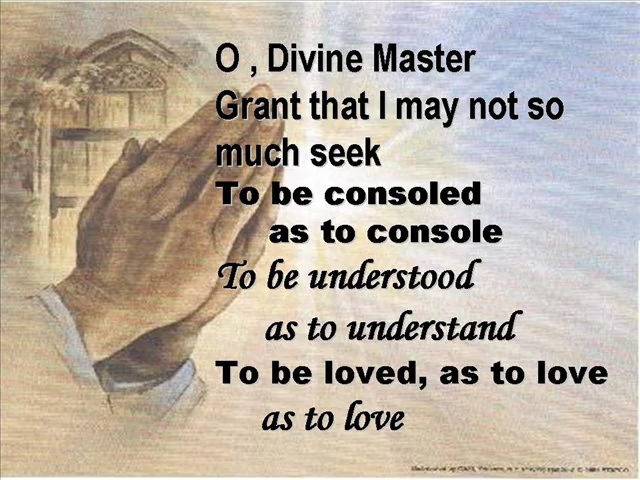 O , Divine Master
Grant that I may not so
much seek
To be consoled
as to console
To be understood
as to understand
To be loved, as to love
as to love